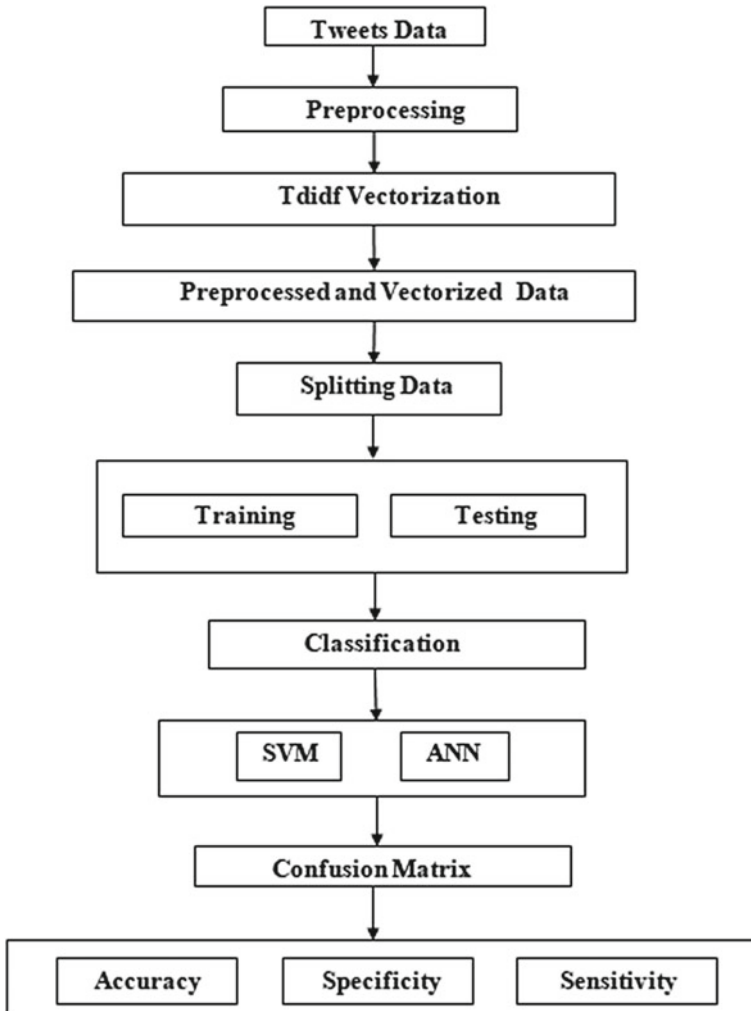 Tweets Data
Preprocessing
Tdidf Vectorization
Preprocessed and Vectorized Data
Splitting Data
Training Testing
Classification
SVM ANN
Confusion Matrix
Accuracy Specificity Sensitivity